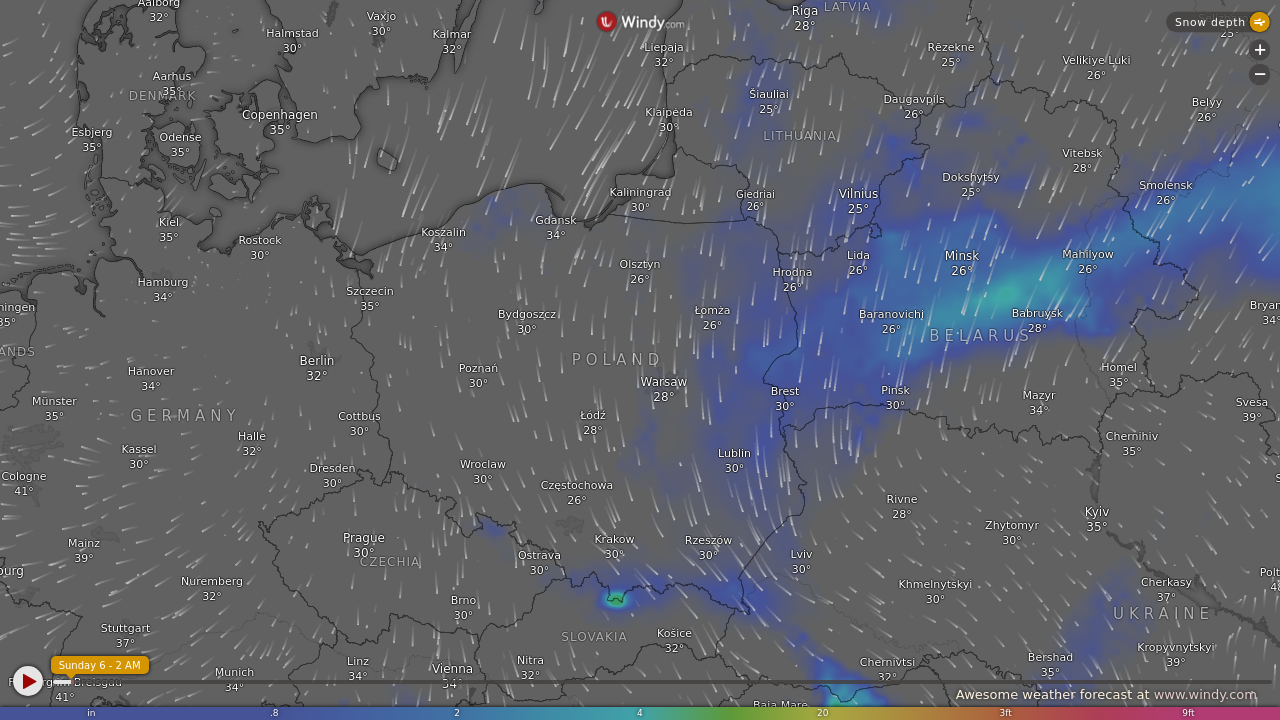 Aalborg
32°
Halmstad
30°
Vaxjo
30°
Kalmar
32°
Windy.com
Liepaja
32°
Riga
28°
LATVIA
Rēzekne
25°
Velikiye Luki
26°
25°
Snow depth
+
−
Aarhus
35°
DENMARK
Copenhagen
35°
Esbjerg
35°
Odense
35°
Klaipėda
30°
Šiauliai
25°
LITHUANIA
Daugavpils
26°
Belyy
26°
Vitebsk
28°
Dokshytsy
25°
Smolensk
26°
Kaliningrad
30°
Giedriai
26°
Vilnius
25°
Kiel
35°
Rostock
30°
Koszalin
34°
Gdansk
34°
Olsztyn
26°
Hrodna
26°
Lida
26°
Minsk
26°
Mahilyow
26°
Hamburg
34°
Szczecin
35°
ningen
35°
Bydgoszcz
30°
Łomża
26°
Baranovichi
26°
Babruysk
28°
BELARUS
Bryan
34°
ANDS
Hanover
34°
Berlin
32°
Poznań
30°
POLAND
Warsaw
28°
Brest
30°
Pinsk
30°
Homel
35°
Mazyr
34°
Münster
35°
GERMANY
Cottbus
30°
Łódź
28°
Svesa
39°
Chernihiv
35°
Kassel
30°
Halle
32°
Dresden
30°
Wroclaw
30°
Lublin
30°
Cologne
41°
Częstochowa
26°
Rivne
28°
Kyiv
35°
Zhytomyr
30°
Mainz
39°
Prague
30°
CZECHIA
Ostrava
30°
Krakow
30°
Rzeszow
30°
Lviv
30°
burg
Nuremberg
32°
Brno
30°
Khmelnytskyi
30°
Cherkasy
37°
Polt
UKRAINE
Stuttgart
37°
SLOVAKIA
Košice
32°
Kropyvnytskyi
39°
Sunday 6 - 2 AM
Munich
34°
Linz
34°
Vienna
34°
Nitra
32°
Chernivtsi
32°
Bershad
35°
41°
Baia Mare
Awesome weather forecast at www.windy.com
in
.8
2
4
20
3ft
9ft